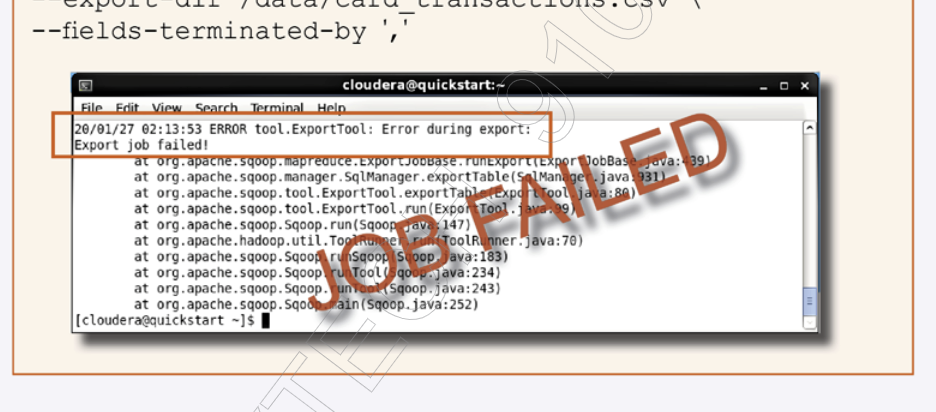 --export-dir /data/card_transactions.csv \
--fields-terminated-by ','
cloudera@quickstart:~
File Edit View Search Terminal Help
20/01/27 02:13:53 ERROR tool.ExportTool: Error during export:
Export job failed!
at org.apache.sqoop.mapreduce.ExportJobBase.runExport(ExportJobBase.java:439)
at org.apache.sqoop.manager.SqlManager.exportTable(SqlManager.java:931)
at org.apache.sqoop.tool.ExportTool.exportTable(ExportTool.java:80)
at org.apache.sqoop.tool.ExportTool.run(ExportTool.java:99)
at org.apache.sqoop.Sqoop.run(Sqoop.java:147)
at org.apache.hadoop.util.ToolRunner.run(ToolRunner.java:70)
at org.apache.sqoop.Sqoop.runSqoop(Sqoop.java:183)
at org.apache.sqoop.Sqoop.runTool(Sqoop.java:234)
at org.apache.sqoop.Sqoop.runTool(Sqoop.java:243)
at org.apache.sqoop.Sqoop.main(Sqoop.java:252)
[cloudera@quickstart ~]$
JOB FAILED